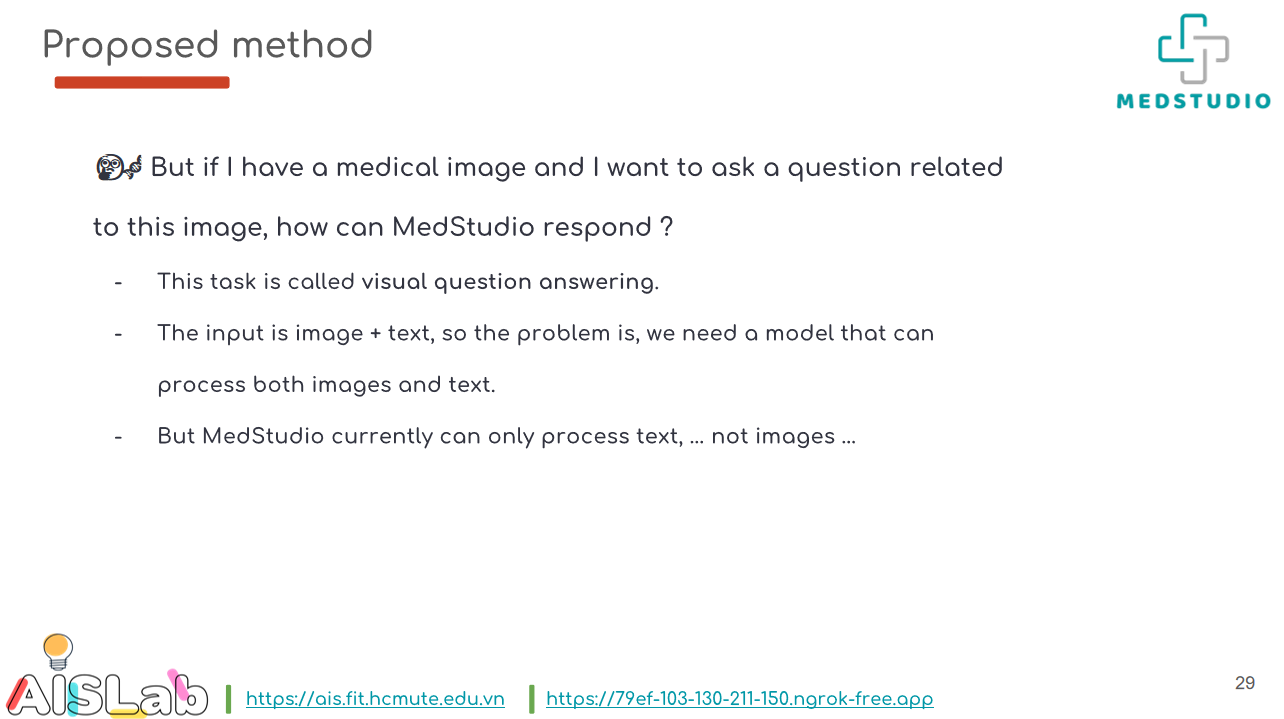 Proposed method
MEDSTUDIO
But if I have a medical image and I want to ask a question related
to this image, how can MedStudio respond ?
- This task is called visual question answering.
- The input is image + text, so the problem is, we need a model that can
process both images and text.
- But MedStudio currently can only process text, ... not images ...
AISLab
https://ais.fit.hcmute.edu.vn
https://79ef-103-130-211-150.ngrok-free.app
29